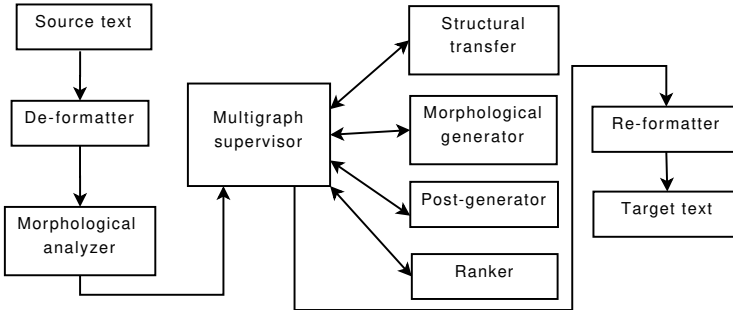 Source text
De-formatter
Morphological
analyzer
Multigraph
supervisor
Structural
transfer
Morphological
generator
Post-generator
Ranker
Re-formatter
Target text